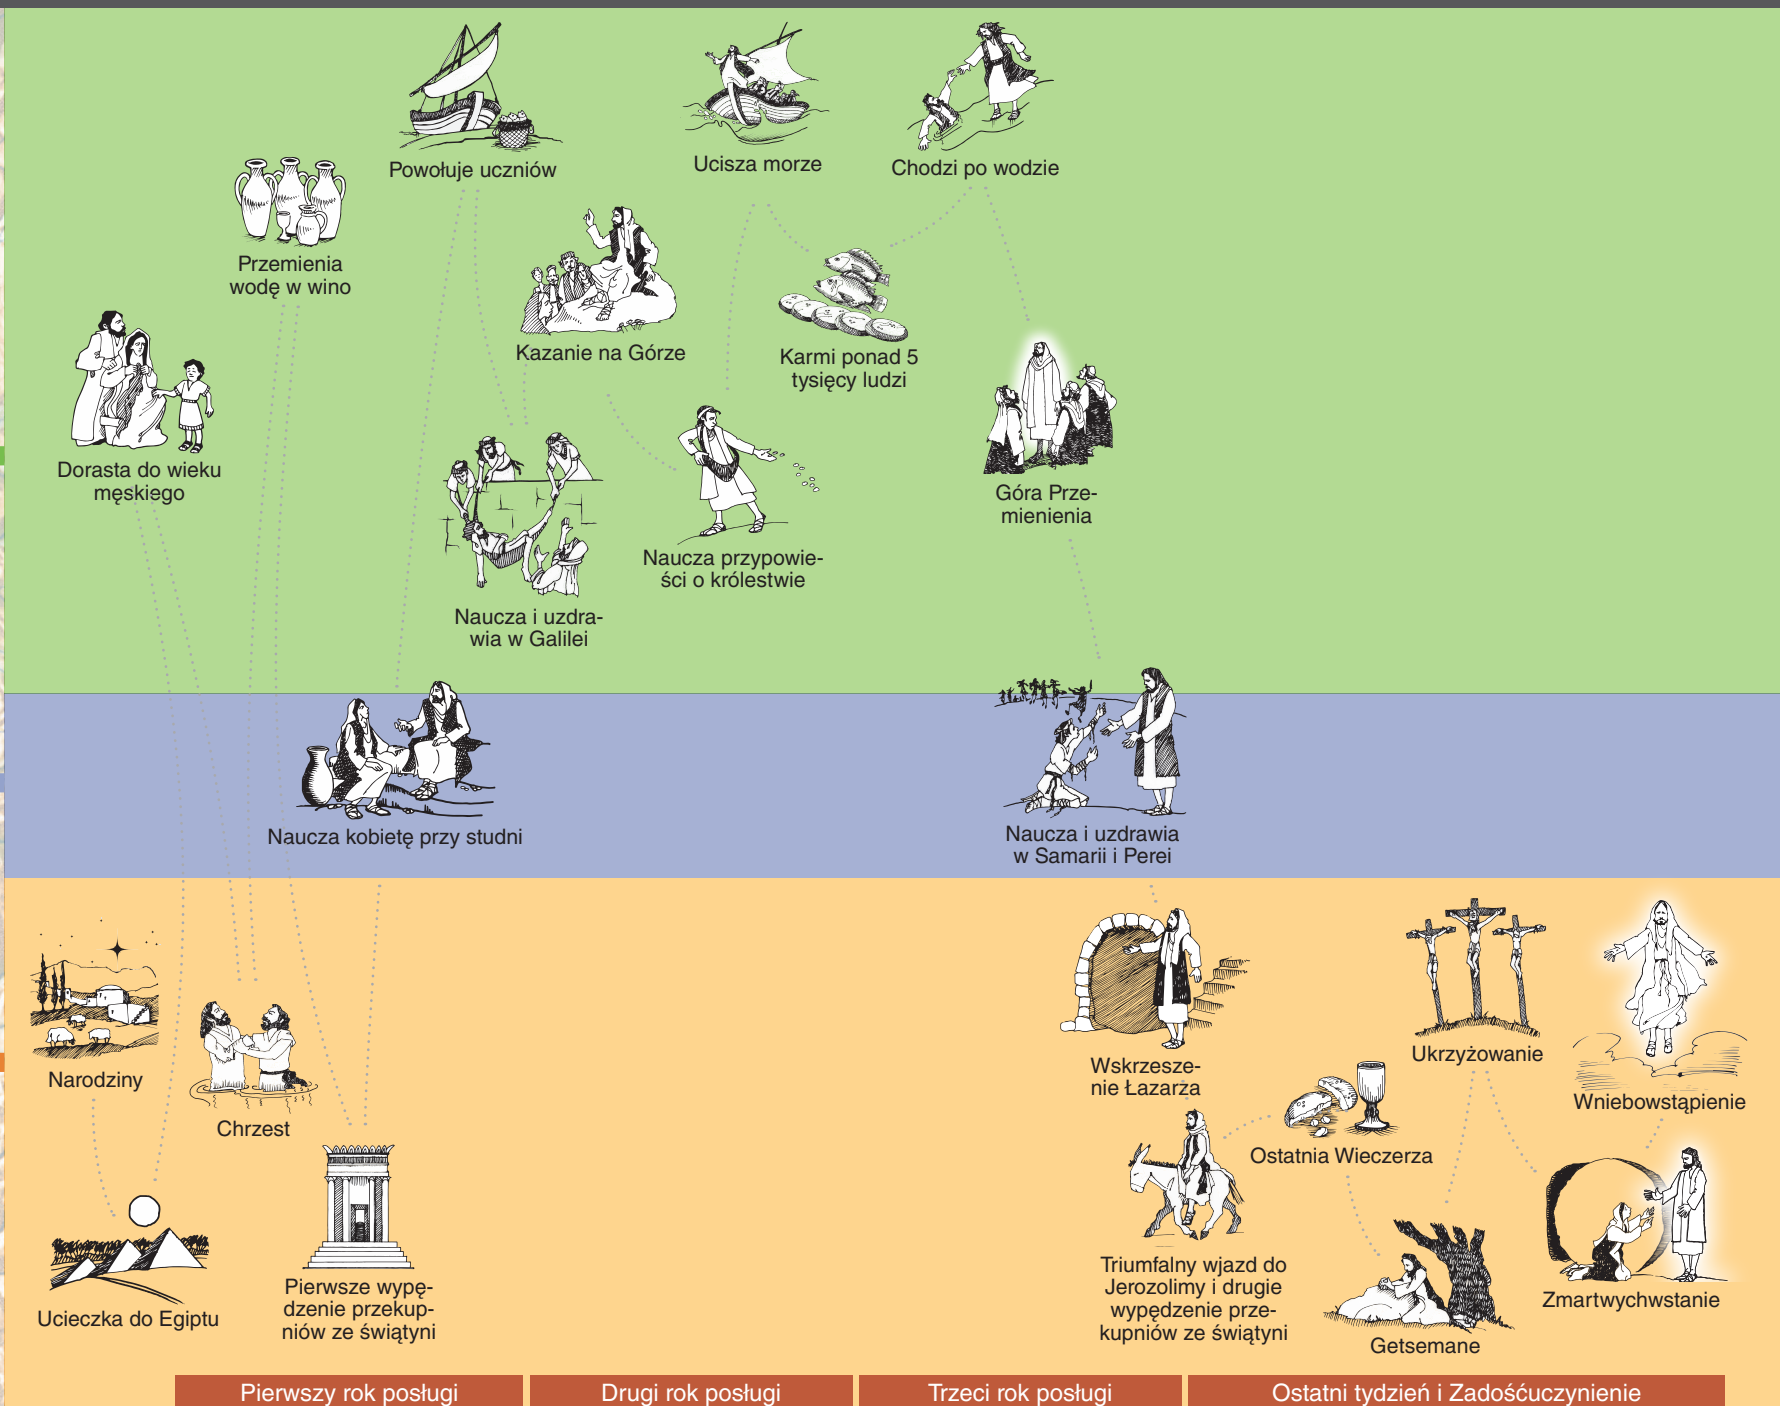 Powołuje uczniów
Ucisza morze
Chodzi po wodzie
Przemienia
wodę w wino
Kazanie na Górze
Karmi ponad 5
tysięcy ludzi
Dorasta do wieku
męskiego
Góra Prze-
mienienia
Naucza przypowie-
ści o królestwie
Naucza i uzdra-
wia w Galilei
Naucza kobietę przy studni
Naucza i uzdrawia
w Samarii i Perei
Narodziny
Chrzest
Wskrzesze-
nie Łazarza
Ukrzyżowanie
Wniebowstąpienie
Ostatnia Wieczerza
Ucieczka do Egiptu
Pierwsze wypę-
dzenie przekup-
niów ze świątyni
Triumfalny wjazd do
Jerozolimy i drugie
wypędzenie prze-
kupniów ze świątyni
Getsemane
Zmartwychwstanie
Pierwszy rok posługi
Drugi rok posługi
Trzeci rok posługi
Ostatni tydzień i Zadośćuczynienie